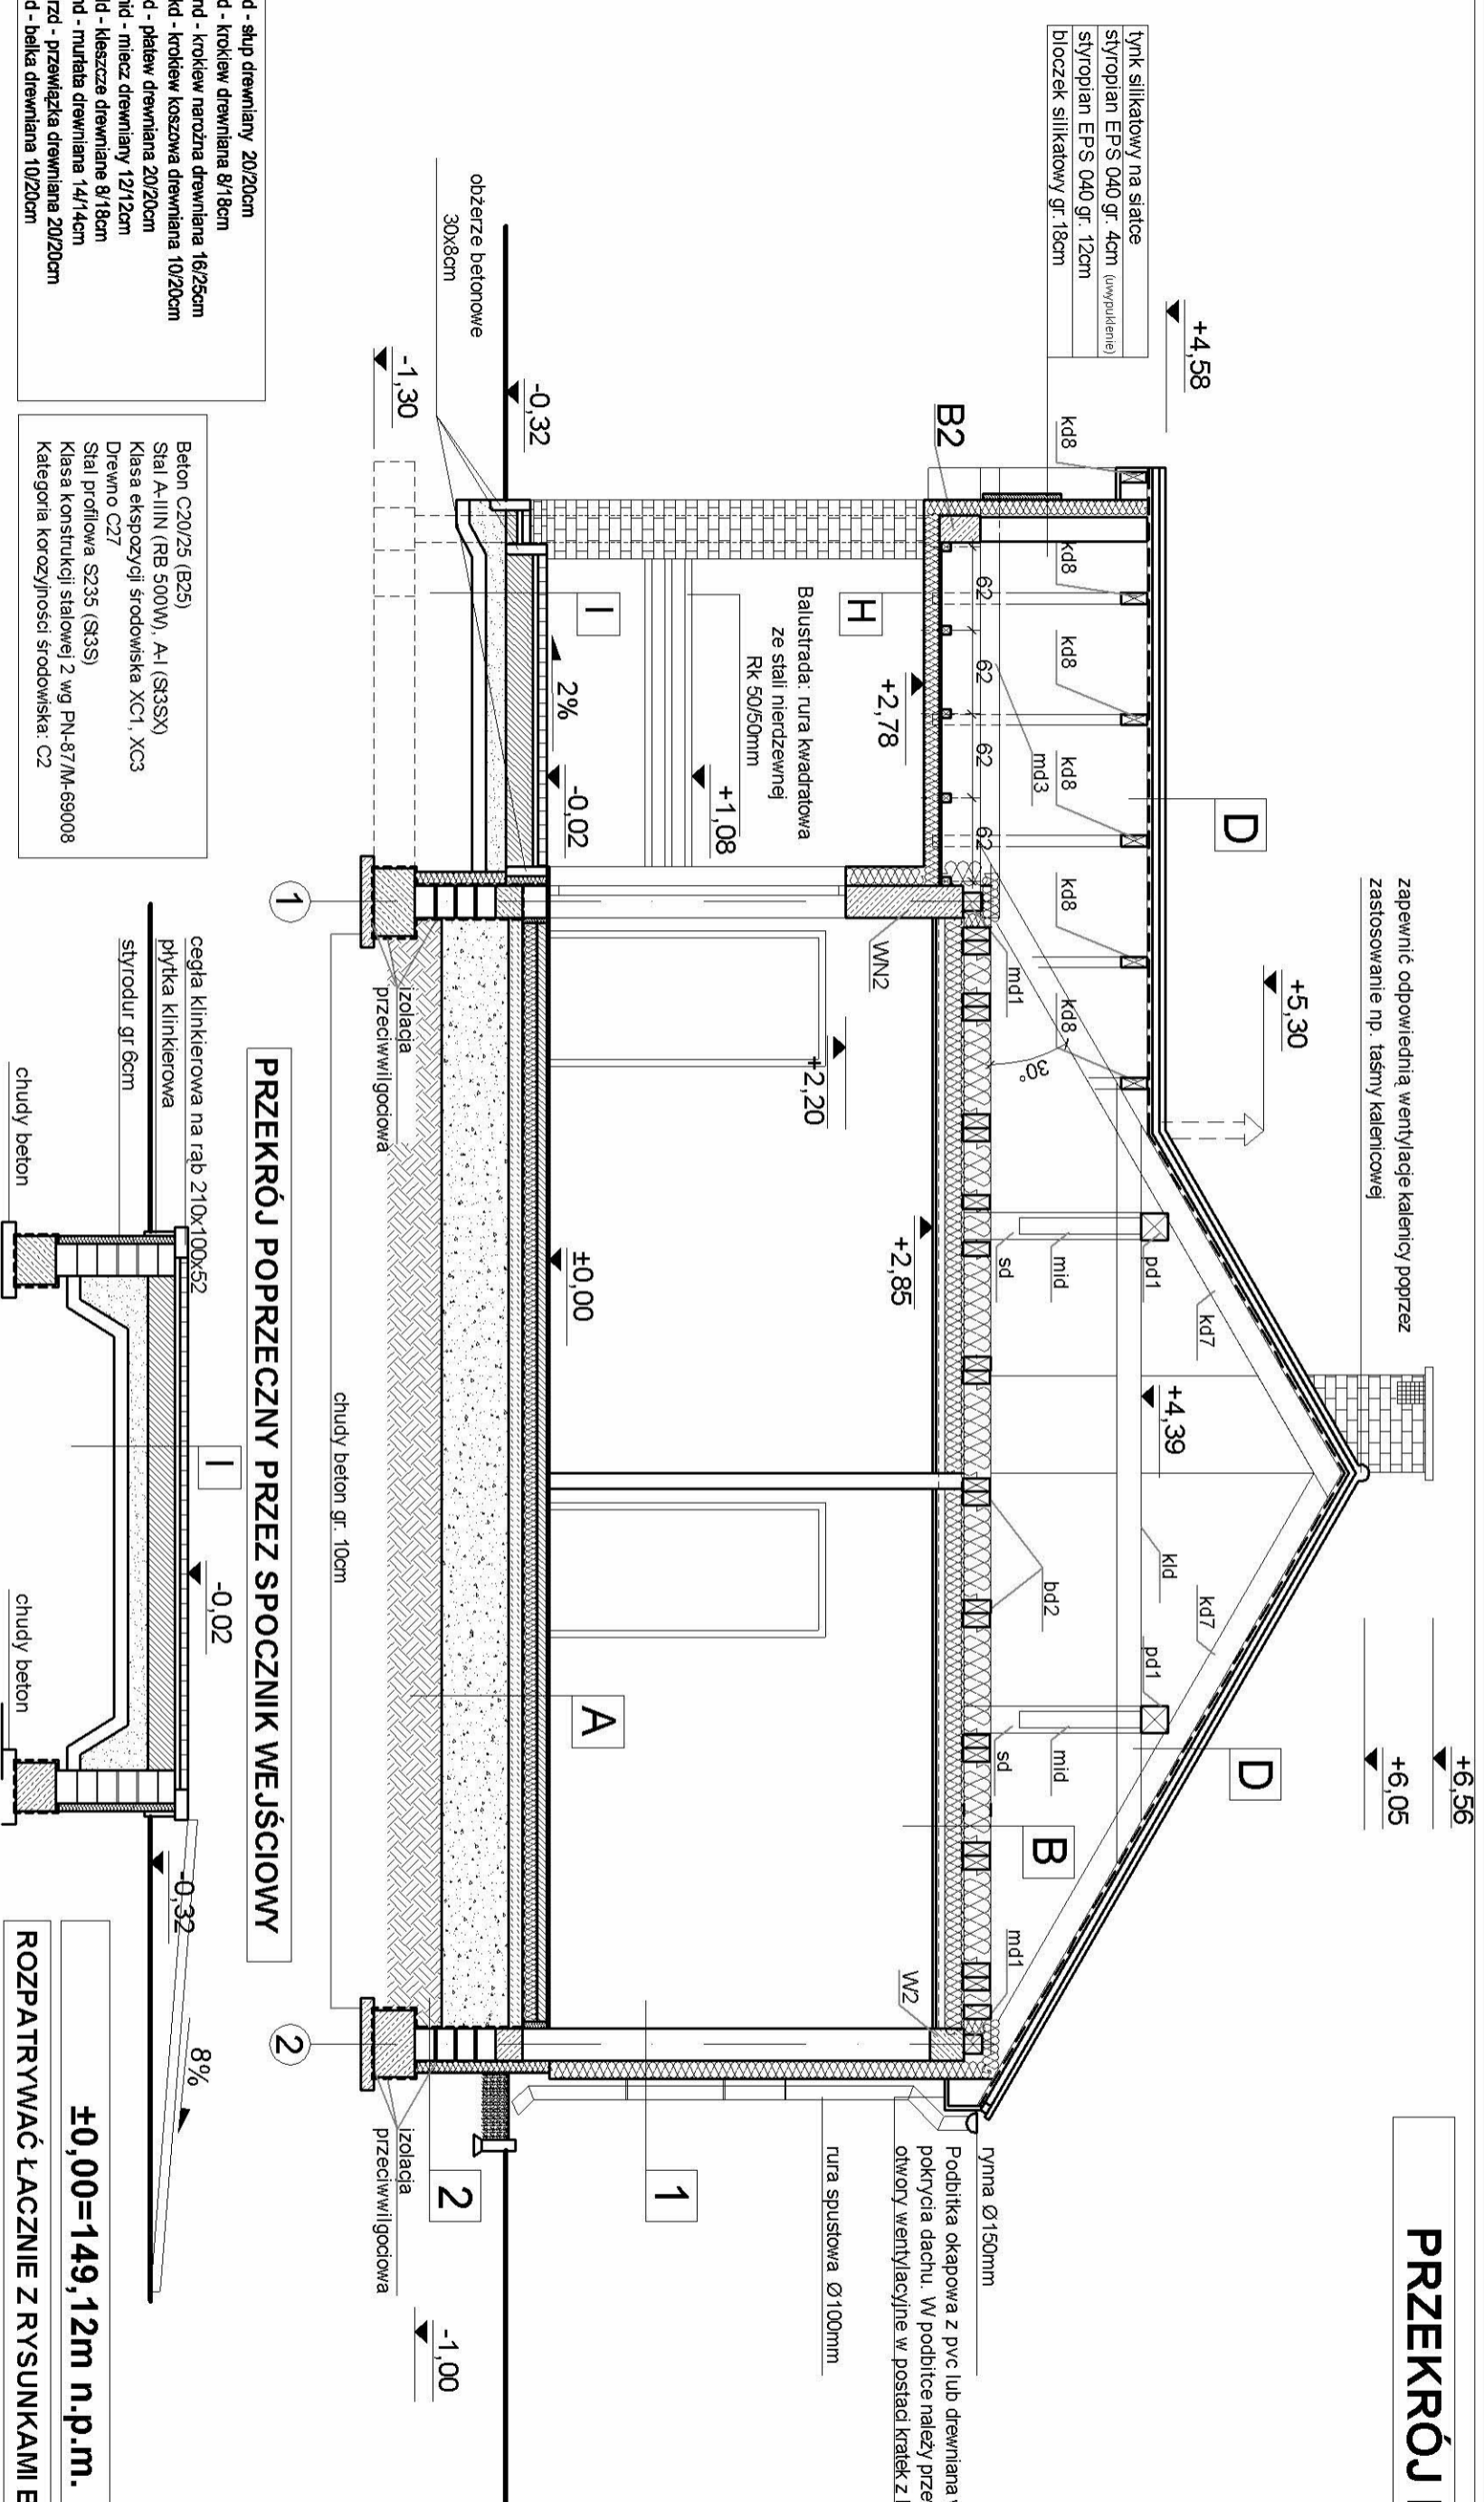 PRZEKRÓJ
+6,56
+6,05
zapewnić odpowiednią wentylacje kalenicy poprzez
zastosowanie np. taśmy kalenicowej
+5,30
D
D
+4,58
tynk silikatowy na siatce
styropian EPS 040 gr. 4cm (uwypuklenie)
styropian EPS 040 gr. 12cm
bloczek silikatowy gr.18cm
kd8
kd8
kd8
kd8
kd8
kd8
md3
md1
30°
pd1
mid
sd
kd7
+4,39
kld
kd7
pd1
mid
sd
bd2
B
md1
B2
62
62
62
62
H
+2,78
WN2
+2,20
+2,85
W2
Balustrada: rura kwadratowa
ze stali nierdzewnej
Rk 50/50mm
+1,08
I
2%
-0,02
±0,00
A
1
rynna Ø150mm
Podbitka okapowa z pvc lub drewniana
pokrycia dachu. W podbitce należy
otwory wentylacyjne w postaci kratek z
rura spustowa Ø100mm
obżerze betonowe
30x8cm
-0,32
-1,30
izolacja
przeciwwilgociowa
chudy beton gr. 10cm
2
izolacja
przeciwwilgociowa
-1,00
1
2
- słup drewniany 20/20cm
- krokiew drewniana 8/18cm
- krokiew narożna drewniana 16/25cm
- krokiew koszowa drewniana 10/20cm
- płatew drewniana 20/20cm
- miecz drewniany 12/12cm
- kleszcze drewniane 8/18cm
- murłata drewniana 14/14cm
- przewiązka drewniana 20/20cm
- belka drewniana 10/20cm
Beton C20/25 (B25)
Stal A-IIIN (RB 500W), A-I (St3SX)
Klasa ekspozycji środowiska XC1, XC3
Drewno C27
Stal profilowa S235 (St3S)
Klasa konstrukcji stalowej 2 wg PN-87/M-69008
Kategoria korozyjności środowiska: C2
PRZEKRÓJ POPRZECZNY PRZEZ SPOCZNIK WEJŚCIOWY
cegła klinkierowa na rąb 210x100x52
płytka klinkierowa
styrodur gr 6cm
chudy beton
I
-0,02
chudy beton
-0,32
8%
±0,00=149,12m n.p.m.
ROZPATRYWAĆ ŁACZNIE Z RYSUNKAMI